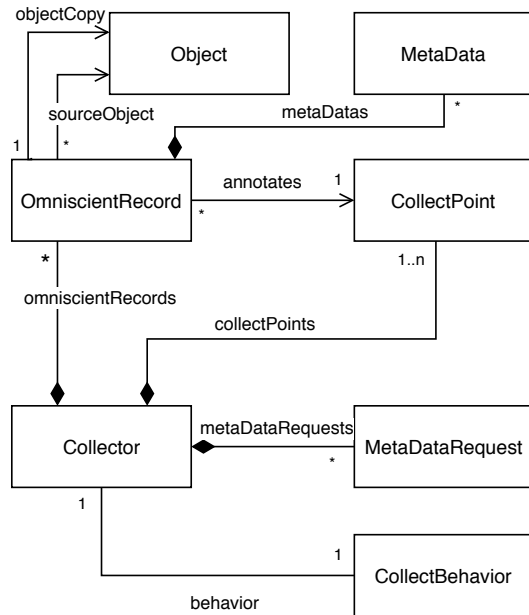 objectCopy
Object
MetaData
sourceObject
metaDatas
*
1
*
OmniscientRecord
annotates
1
CollectPoint
*
*
1..n
omniscientRecords
collectPoints
Collector
metaDataRequests
MetaDataRequest
*
1
1
CollectBehavior
behavior